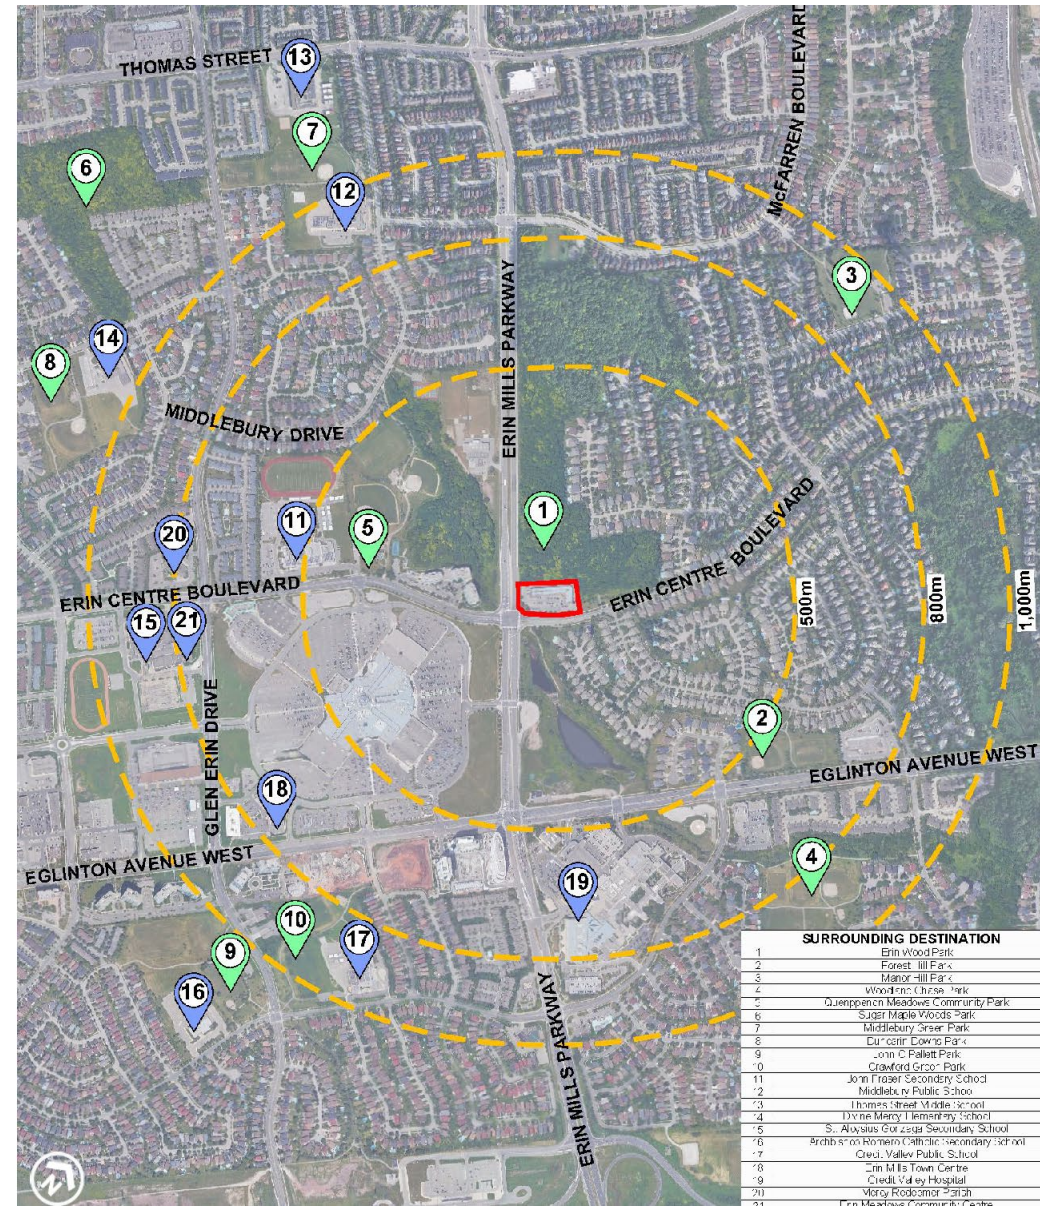 THOMAS STREET
13
7
6
12
McFARREN BOULEVARD
3
ERIN MILLS PARKWAY
14
8
MIDDLEBURY DRIVE
1
11
5
20
ERIN CENTRE BOULEVARD
ERIN CENTRE BOULEVARD
500m
800m
1,000m
15
21
GLEN ERIN DRIVE
2
EGLINTON AVENUE WEST
18
EGLINTON AVENUE WEST
4
19
10
17
9
16
ERIN MILLS PARKWAY
SURROUNDING DESTINATION
1 Erin Wood Park
2 Forest Hill Park
3 Manor Hill Park
4 Woodland Chase Park
5 Quenippenon Meadows Community Park
6 Sugar Maple Woods Park
7 Middlebury Green Park
8 Duncairn Downs Park
9 John C Pallett Park
10 Crawford Green Park
11 John Fraser Secondary School
12 Middlebury Public School
13 Thomas Street Middle School
14 Divine Mercy Elementary School
15 St. Aloysius Gonzaga Secondary School
16 Archbishop Romero Catholic Secondary School
17 Credit Valley Public School
18 Erin Mills Town Centre
19 Credit Valley Hospital
20 Mercy Redeemer Parish
21 Erin Meadows Community Centre